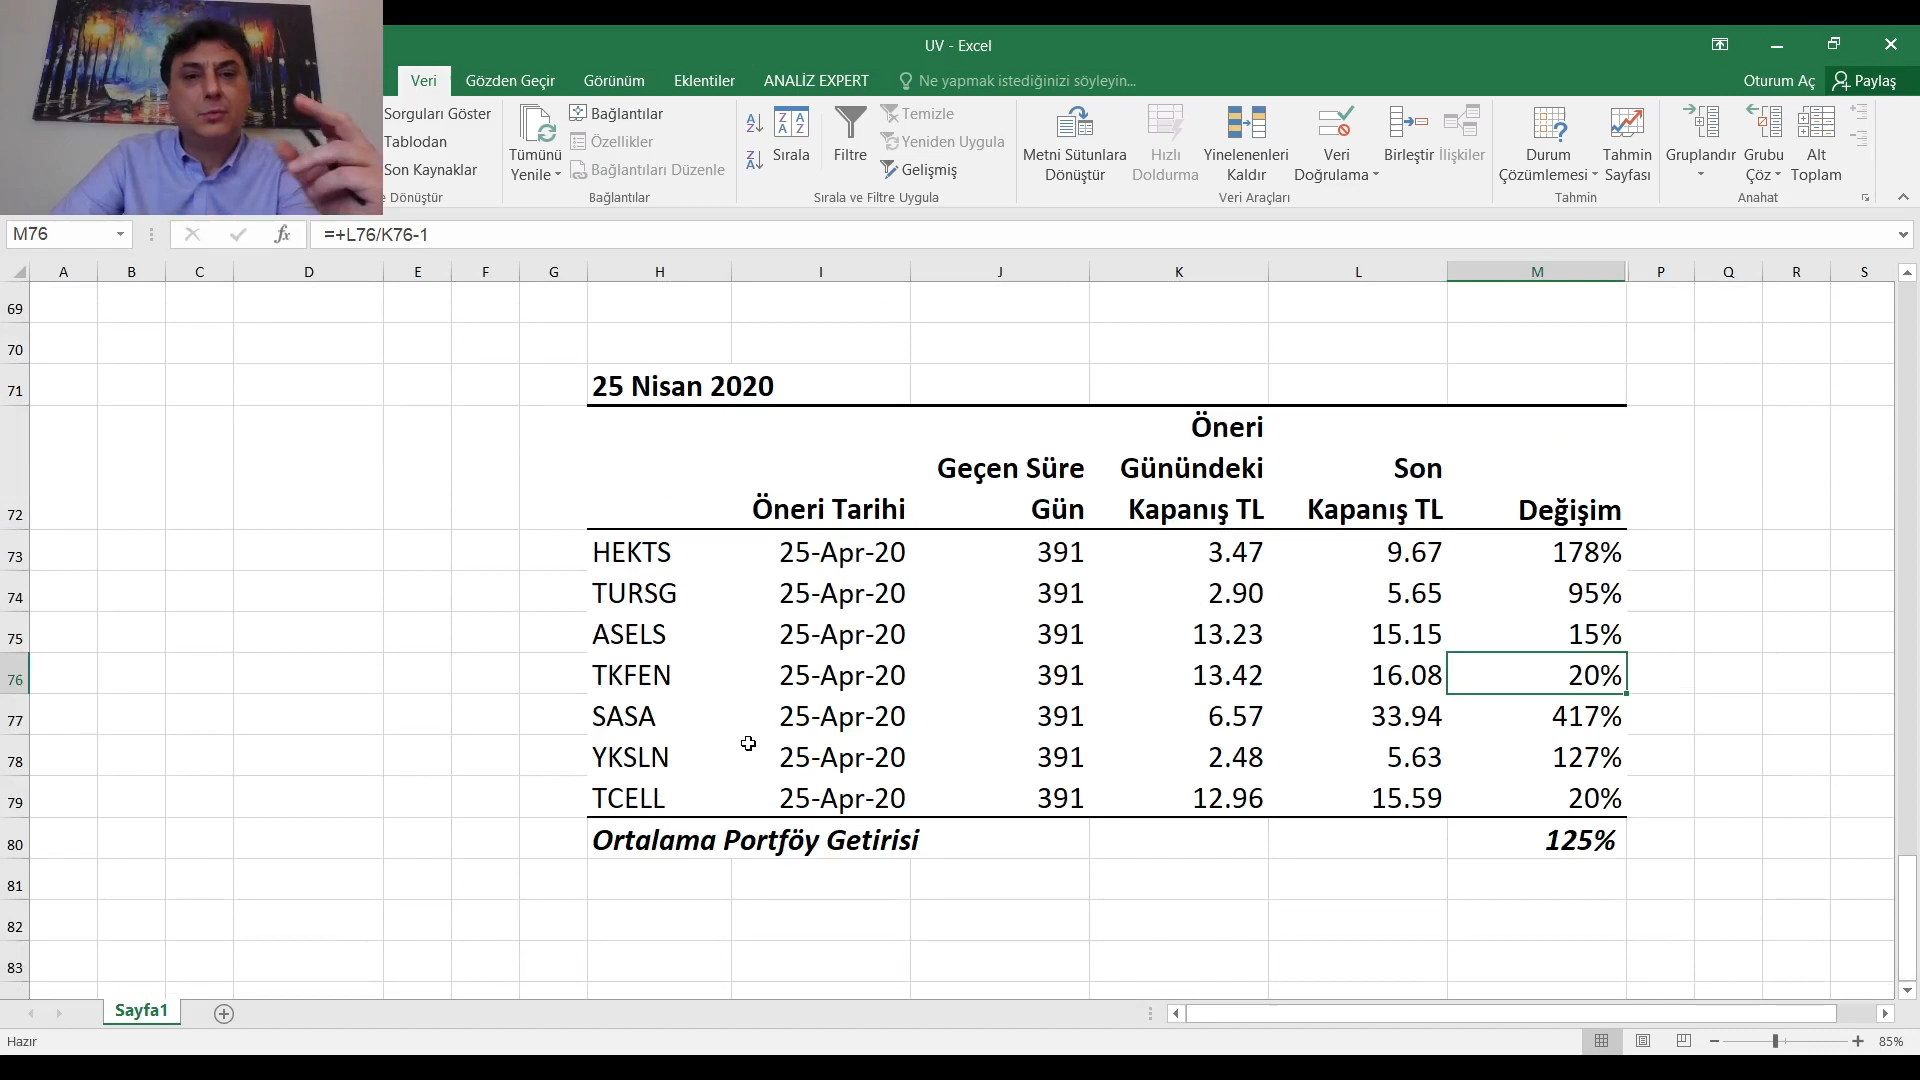 UV - Excel
Veri Gözden Geçir Görünüm Eklentiler ANALİZ EXPERT Ne yapmak istediğinizi söyleyin... Oturum Aç Paylaş
Sorguları Göster
Tablodan
Son Kaynaklar
Tümünü
Yenile
Bağlantılar
Özellikler
Bağlantıları Düzenle
Sırala
Filtre
Temizle
Yeniden Uygula
Gelişmiş
Metni Sütunlara
Dönüştür
Hızlı
Doldurma
Yinelenenleri
Kaldır
Veri
Doğrulama
Birleştir
İlişkiler
Durum
Çözümlemesi
Tahmin
Sayfası
Gruplandır
Grubu
Çöz
Alt
Toplam
Dönüştür Bağlantılar Sırala ve Filtre Uygula Veri Araçları Tahmin Anahat
M76 fx =+L76/K76-1
A B C D E F G H I J K L M P Q R S
69
70
71 25 Nisan 2020
72 Öneri Tarihi Geçen Süre Gün Öneri Günündeki Kapanış TL Son Kapanış TL Değişim
73 HEKTS 25-Apr-20 391 3.47 9.67 178%
74 TURSG 25-Apr-20 391 2.90 5.65 95%
75 ASELS 25-Apr-20 391 13.23 15.15 15%
76 TKFEN 25-Apr-20 391 13.42 16.08 20%
77 SASA 25-Apr-20 391 6.57 33.94 417%
78 YKSLN 25-Apr-20 391 2.48 5.63 127%
79 TCELL 25-Apr-20 391 12.96 15.59 20%
80 Ortalama Portföy Getirisi 125%
81
82
83
Sayfa1
Hazır 85%